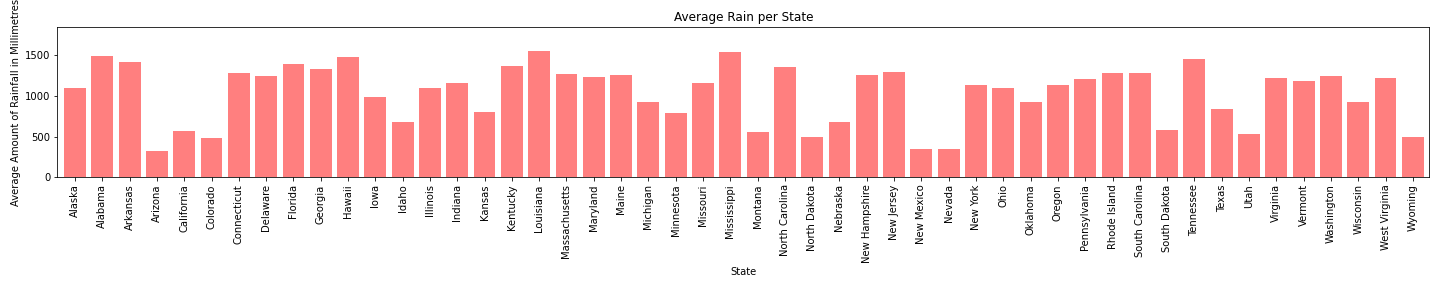 Average Rain per State
Average Amount of Rainfall in Millimetres
1500
1000
500
0
Alaska
Alabama
Arkansas
Arizona
California
Colorado
Connecticut
Delaware
Florida
Georgia
Hawaii
Iowa
Idaho
Illinois
Indiana
Kansas
Kentucky
Louisiana
Massachusetts
Maryland
Maine
Michigan
Minnesota
Missouri
Mississippi
Montana
North Carolina
North Dakota
Nebraska
New Hampshire
New Jersey
New Mexico
Nevada
New York
Ohio
Oklahoma
Oregon
Pennsylvania
Rhode Island
South Carolina
South Dakota
Tennessee
Texas
Utah
Virginia
Vermont
Washington
Wisconsin
West Virginia
Wyoming
State